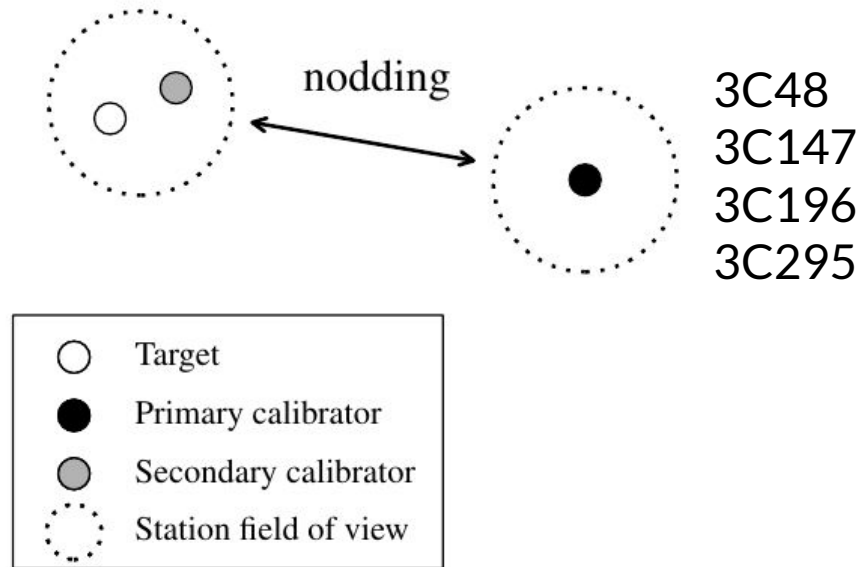 nodding
3C48
3C147
3C196
3C295
Target
Primary calibrator
Secondary calibrator
Station field of view